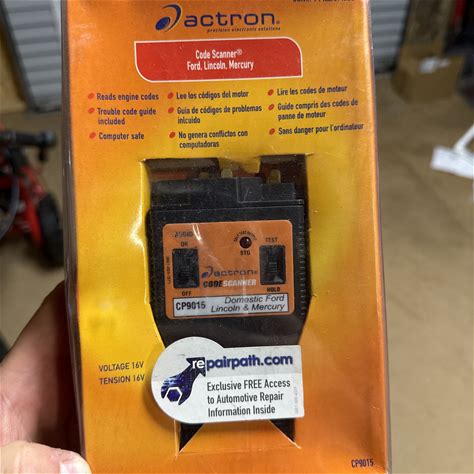 actron®
precision electronic solutions
Code Scanner®
Ford, Lincoln, Mercury
Reads engine codes
Trouble code guide
included
Computer safe
Lee los códigos del motor
Guía de códigos de problemas
inlcuido
No genera conflictos con
computadoras
Lire les codes de moteur
Guide compris des codes de
panne de moteur
Sans danger pour l'ordinateur
AUDIO
ON
OFF
STO
TEST
HOLD
actron®
CODESCANNER
CP9015
Domestic Ford
Lincoln & Mercury
VOLTAGE 16V
TENSION 16V
repairpath.com
Exclusive FREE Access
to Automotive Repair
Information Inside
CP9015